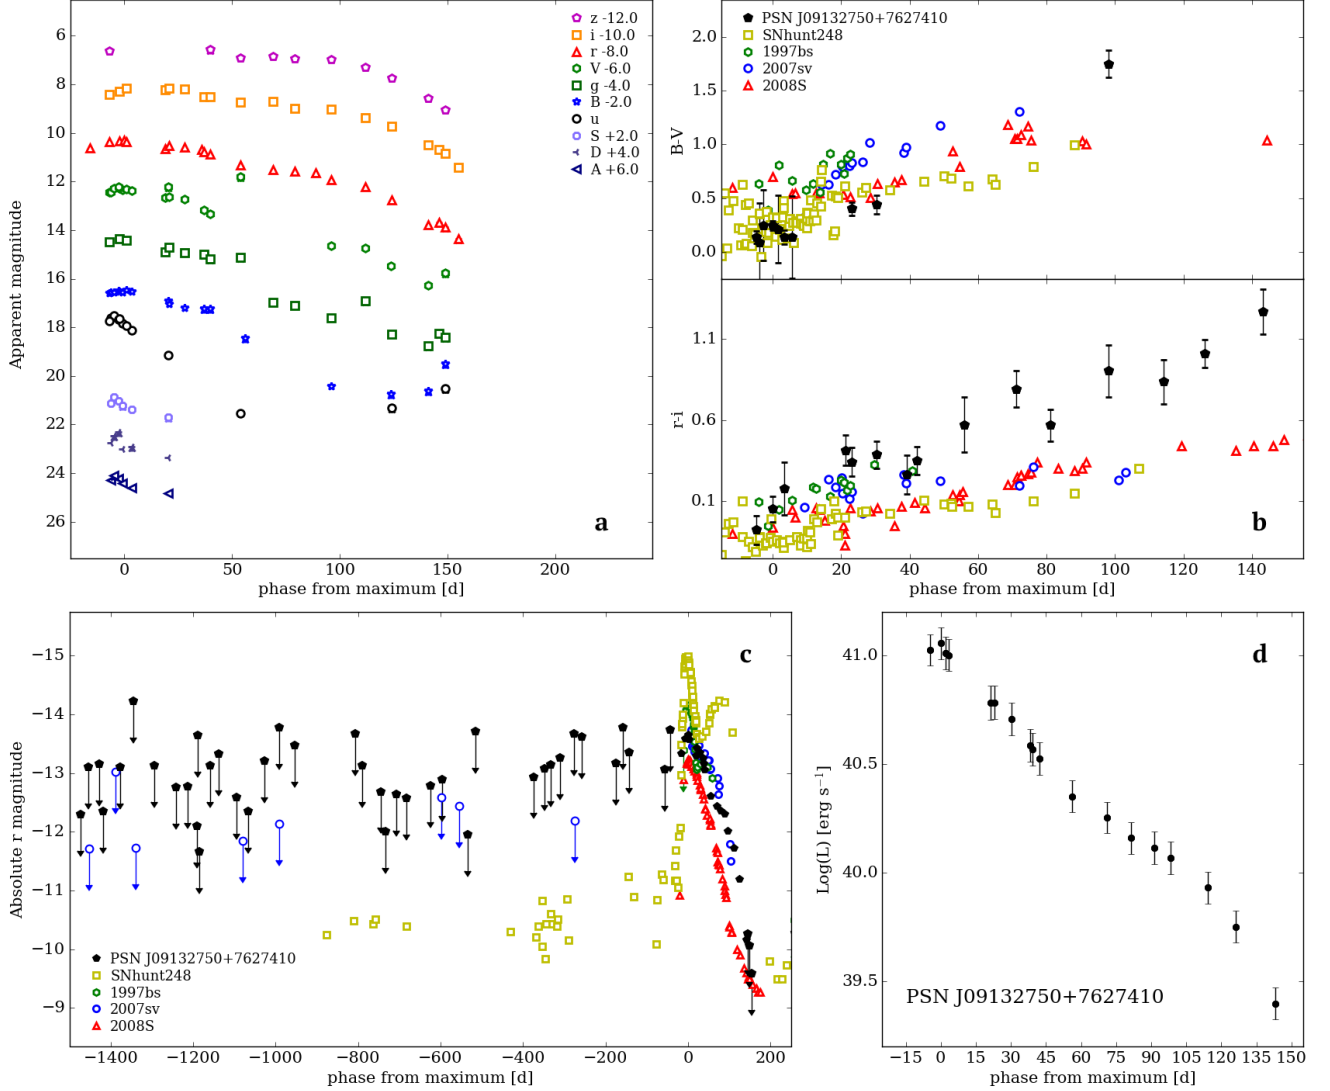 6
8
10
12
14
16
18
20
22
24
26
Apparent magnitude
0
50
100
150
200
phase from maximum [d]
z -12.0
i -10.0
r -8.0
V -6.0
g -4.0
B -2.0
u
S +2.0
D +4.0
A +6.0
a
2.0
1.5
1.0
0.5
0.0
B-V
PSN J09132750+7627410
SNhunt248
1997bs
2007sv
2008S
1.1
0.6
0.1
r-i
0
20
40
60
80
100
120
140
phase from maximum [d]
b
−15
−14
−13
−12
−11
−10
−9
Absolute r magnitude
−1400
−1200
−1000
−800
−600
−400
−200
0
200
phase from maximum [d]
PSN J09132750+7627410
SNhunt248
1997bs
2007sv
2008S
c
41.0
40.5
40.0
39.5
Log(L) [erg s⁻¹]
−15
0
15
30
45
60
75
90
105
120
135
150
phase from maximum [d]
PSN J09132750+7627410
d